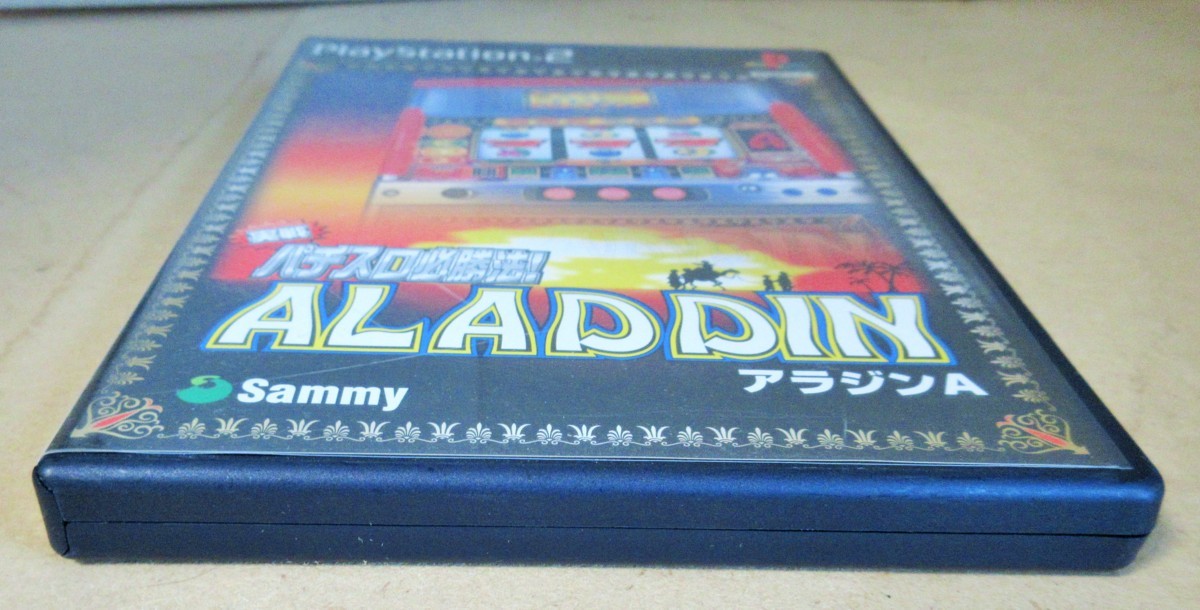 PlayStation.2
実戦
パチスロ必勝法!
ALADDIN
アラジンA
Sammy